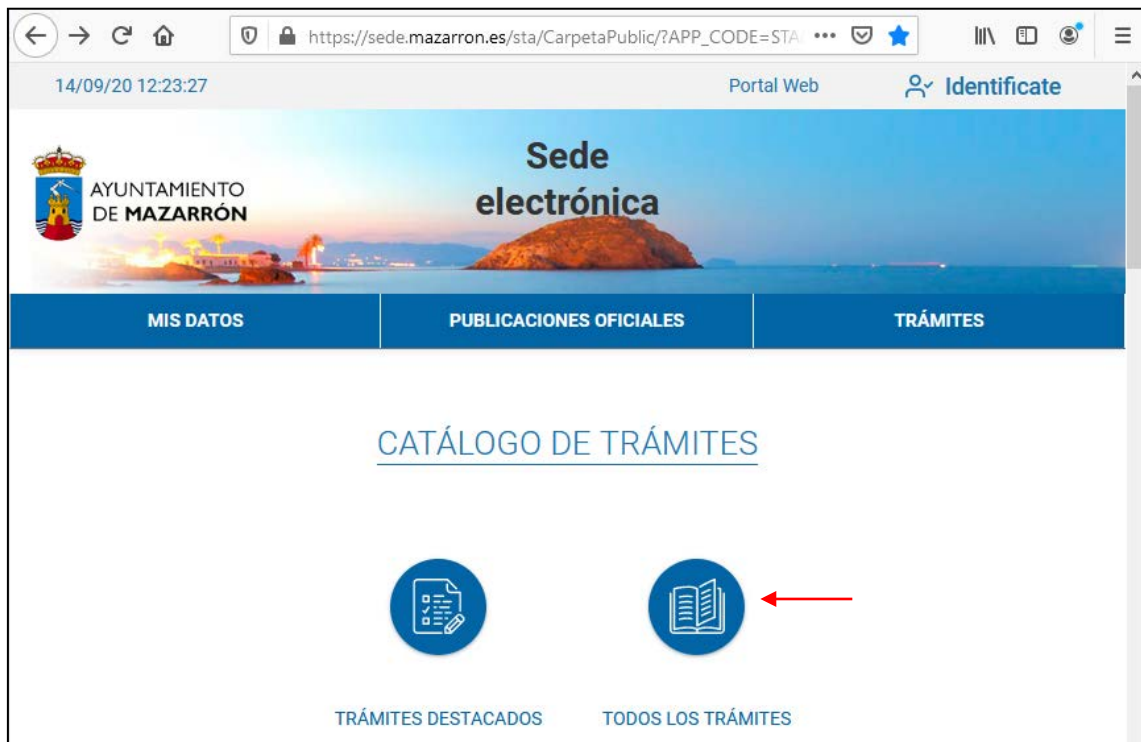 https://sede.mazarron.es/sta/CarpetaPublic/?APP_CODE=STA
14/09/20 12:23:27
Portal Web
Identificate
AYUNTAMIENTO
DE MAZARRÓN
Sede
electrónica
MIS DATOS
PUBLICACIONES OFICIALES
TRÁMITES
CATÁLOGO DE TRÁMITES
TRÁMITES DESTACADOS
TODOS LOS TRÁMITES